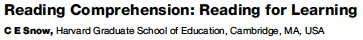 Reading Comprehension: Reading for Learning
C E Snow, Harvard Graduate School of Education, Cambridge, MA, USA